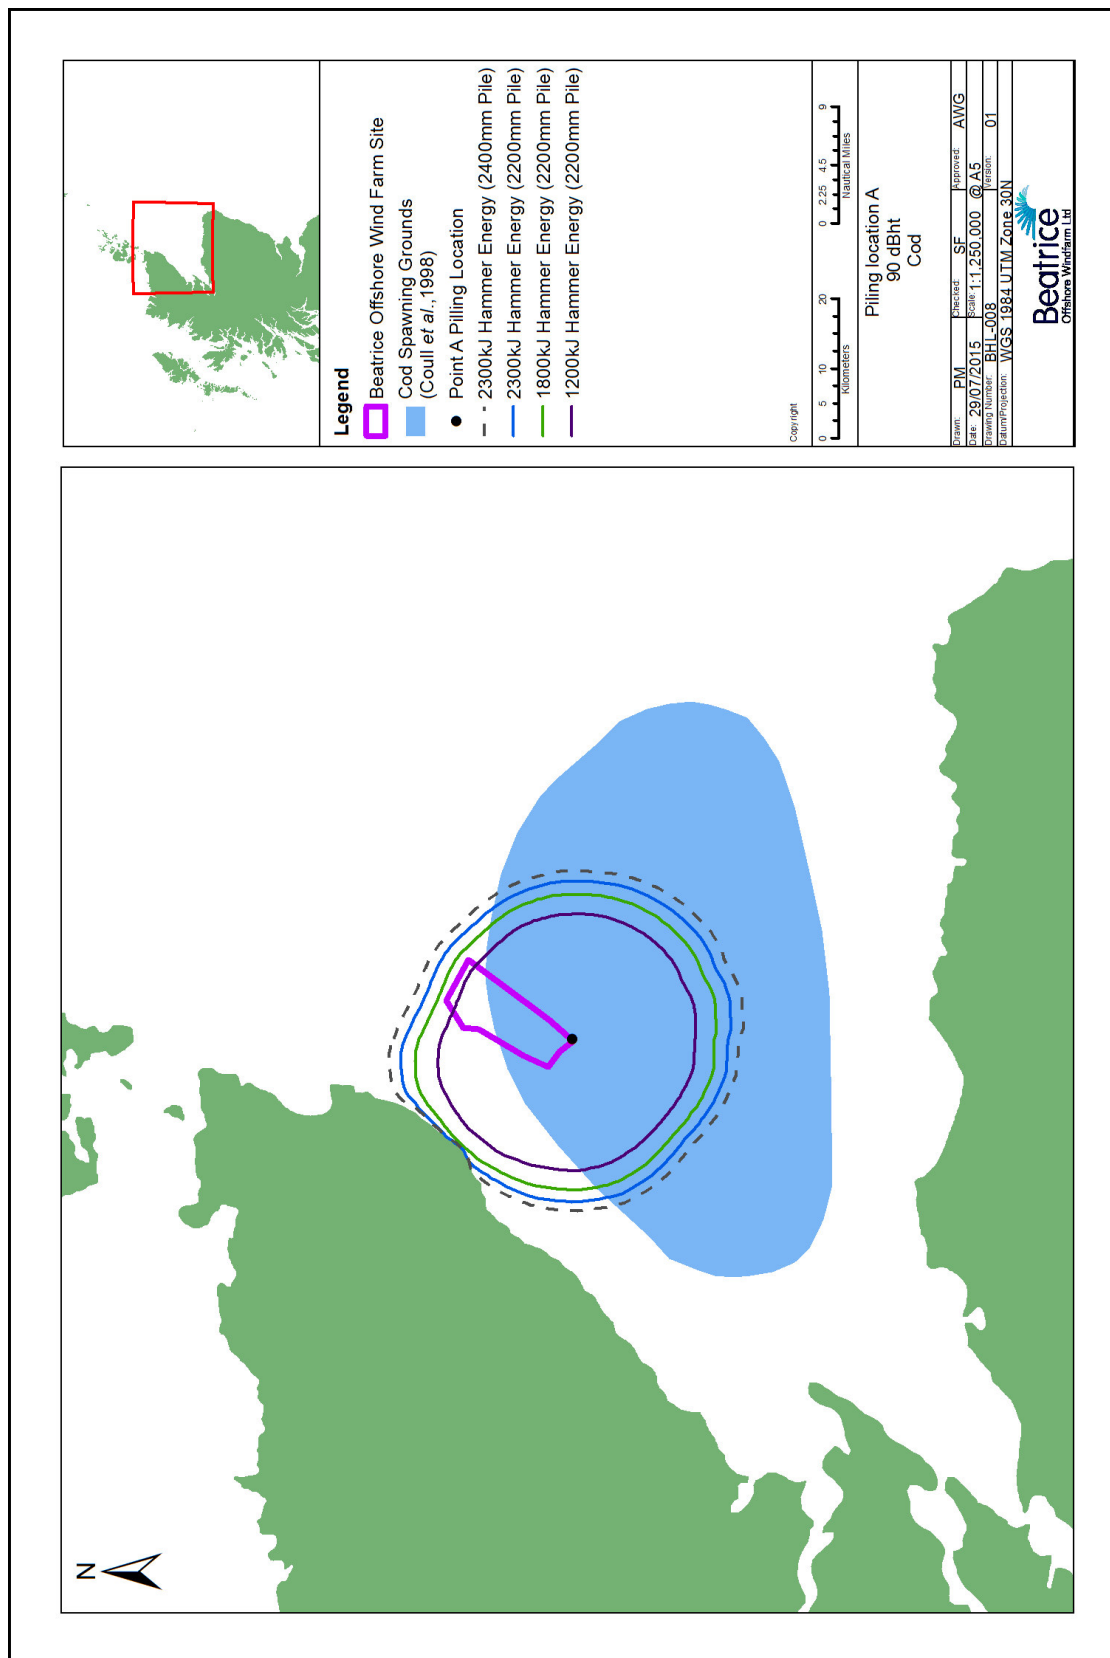 N
Legend
Beatrice Offshore Wind Farm Site
Cod Spawning Grounds
(Coull et al.,1998)
Point A Pilling Location
2300kJ Hammer Energy (2400mm Pile)
2300kJ Hammer Energy (2200mm Pile)
1800kJ Hammer Energy (2200mm Pile)
1200kJ Hammer Energy (2200mm Pile)
Copyright
0 5 10 20
Kilometers
0 2.25 4.5 9
Nautical Miles
Piling location A
90 dBht
Cod
Drawn: PM Checked: SF Approved: AWG
Date: 29/07/2015 Scale: 1:1,250,000 @ A5
Drawing Number: BHL-008 Version: 01
Datum/Projection: WGS 1984 UTM Zone 30N
Beatrice
Offshore Windfarm Ltd